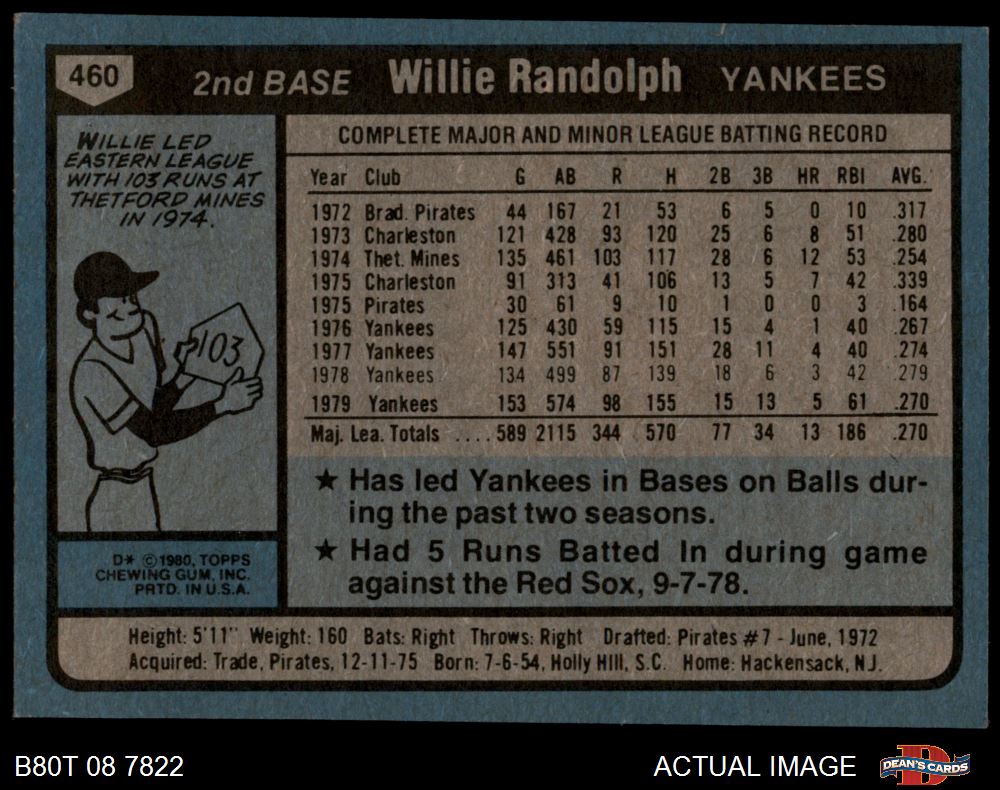 460 2nd BASE Willie Randolph YANKEES
WILLIE LED
EASTERN LEAGUE
WITH 103 RUNS AT
THETFORD MINES
IN 1974.
103
D* ©1980, TOPPS
CHEWING GUM, INC.
PRTD. IN U.S.A.
COMPLETE MAJOR AND MINOR LEAGUE BATTING RECORD
Year Club G AB R H 2B 3B HR RBI AVG.
1972 Brad. Pirates 44 167 21 53 6 5 0 10 .317
1973 Charleston 121 428 93 120 25 6 8 51 .280
1974 Thet. Mines 135 461 103 117 28 6 12 53 .254
1975 Charleston 91 313 41 106 13 5 7 42 .339
1975 Pirates 30 61 9 10 1 0 0 3 .164
1976 Yankees 125 430 59 115 15 4 1 40 .267
1977 Yankees 147 551 91 151 28 11 4 40 .274
1978 Yankees 134 499 87 139 18 6 3 42 .279
1979 Yankees 153 574 98 155 15 13 5 61 .270
Maj. Lea. Totals .... 589 2115 344 570 77 34 13 186 .270
★ Has led Yankees in Bases on Balls dur-
ing the past two seasons.
★ Had 5 Runs Batted In during game
against the Red Sox, 9-7-78.
Height: 5'11" Weight: 160 Bats: Right Throws: Right Drafted: Pirates #7 - June, 1972
Acquired: Trade, Pirates, 12-11-75 Born: 7-6-54, Holly Hill, S.C. Home: Hackensack, N.J.
B80T 08 7822
ACTUAL IMAGE
D
DEAN'S CARDS